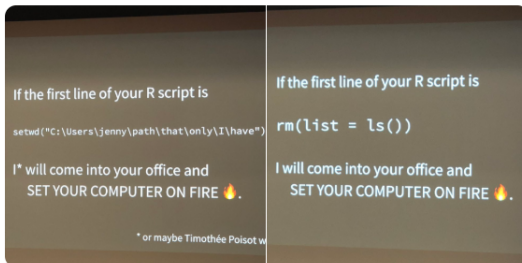 If the first line of your R script is
setwd("C:\Users\jenny\path\that\only\I\have")
I* will come into your office and
SET YOUR COMPUTER ON FIRE 🔥.
* or maybe Timothée Poisot w
If the first line of your R script is
rm(list = ls())
I will come into your office and
SET YOUR COMPUTER ON FIRE 🔥.